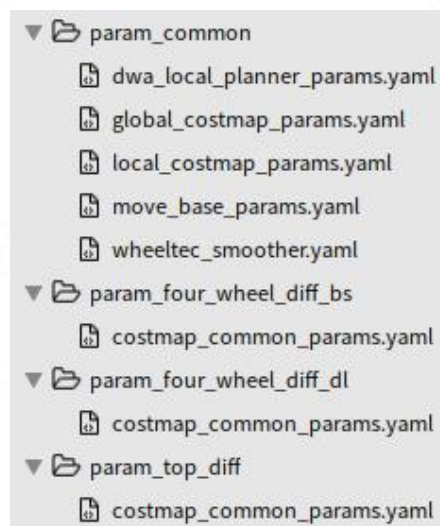 param_common
dwa_local_planner_params.yaml
global_costmap_params.yaml
local_costmap_params.yaml
move_base_params.yaml
wheeltec_smoother.yaml
param_four_wheel_diff_bs
costmap_common_params.yaml
param_four_wheel_diff_dl
costmap_common_params.yaml
param_top_diff
costmap_common_params.yaml